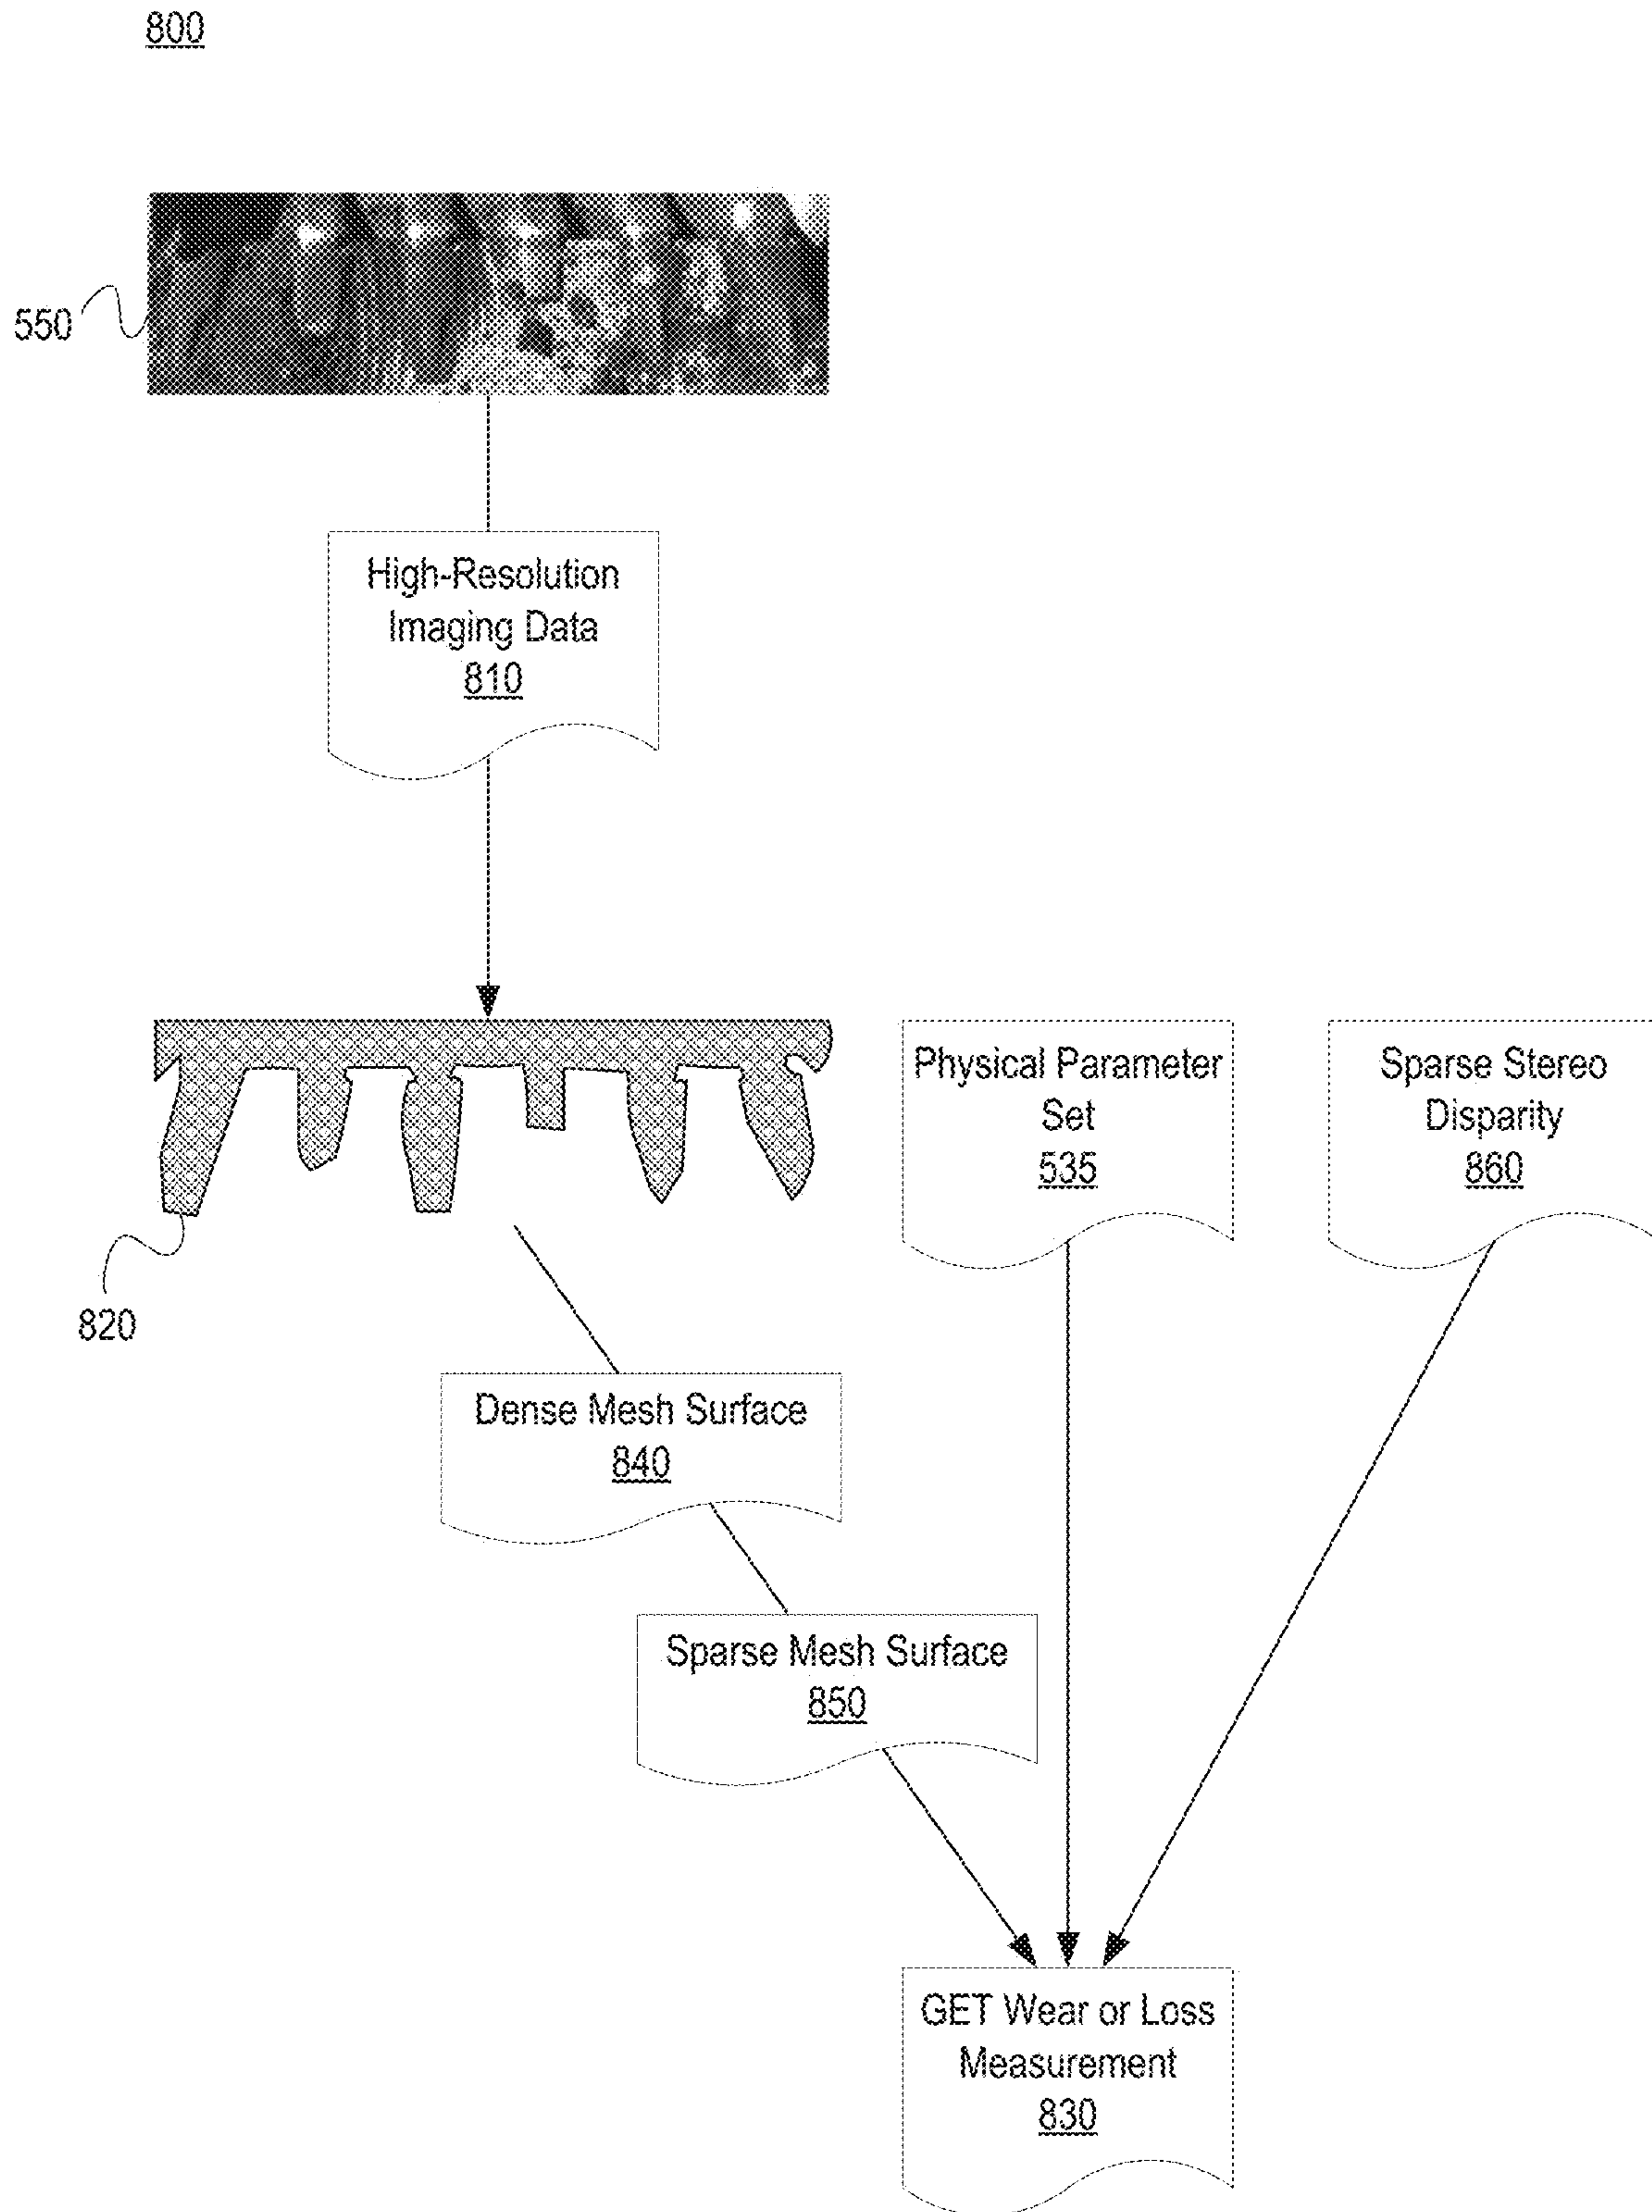 800
550
High-Resolution
Imaging Data
810
820
Physical Parameter
Set
535
Sparse Stereo
Disparity
860
Dense Mesh Surface
840
Sparse Mesh Surface
850
GET Wear or Loss
Measurement
830